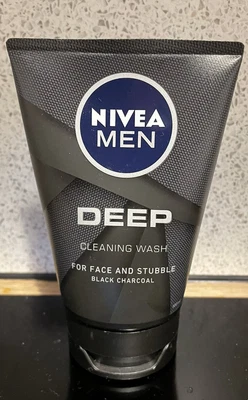 NIVEA
MEN
DEEP
CLEANING WASH
FOR FACE AND STUBBLE
BLACK CHARCOAL